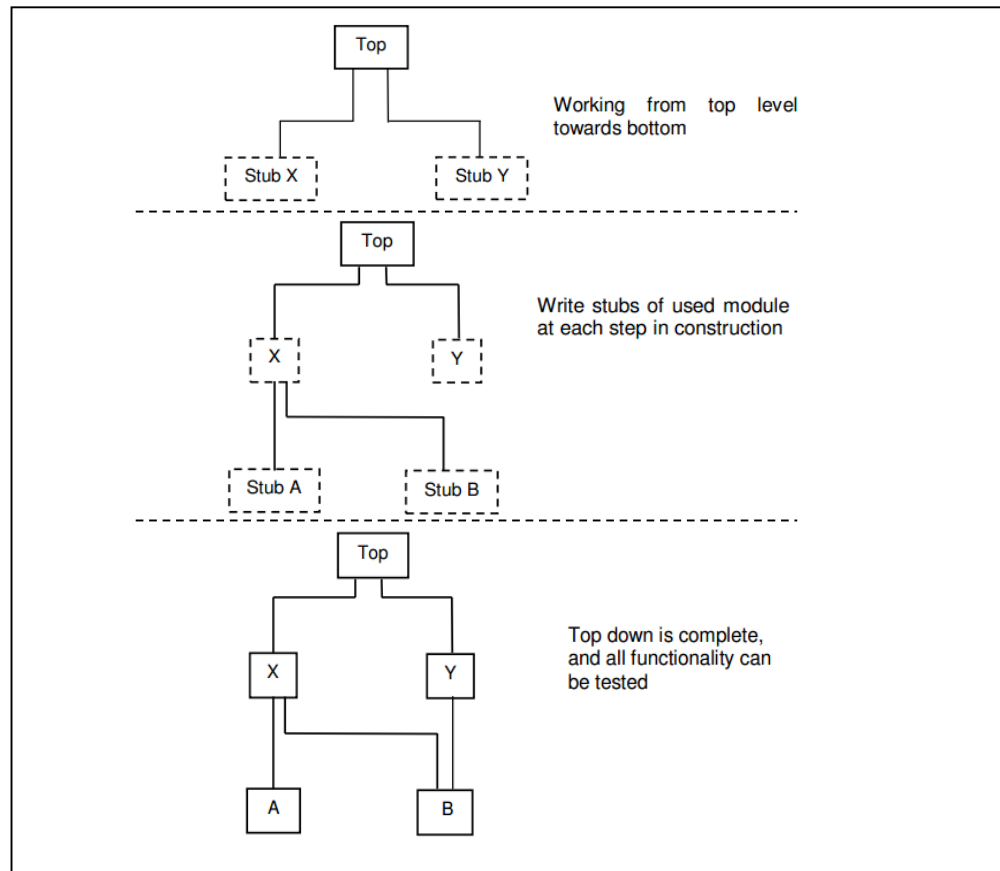 Top
Working from top level
towards bottom
Stub X
Stub Y
Top
Write stubs of used module
at each step in construction
X
Y
Stub A
Stub B
Top
Top down is complete,
and all functionality can
be tested
X
Y
A
B